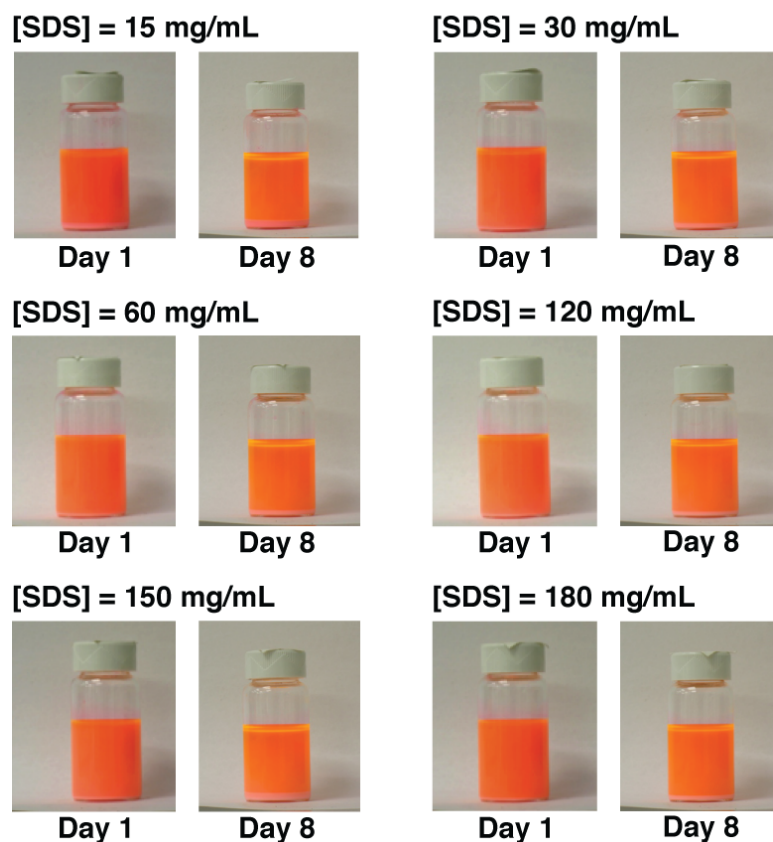 [SDS] = 15 mg/mL
[SDS] = 30 mg/mL
Day 1
Day 8
Day 1
Day 8
[SDS] = 60 mg/mL
[SDS] = 120 mg/mL
Day 1
Day 8
Day 1
Day 8
[SDS] = 150 mg/mL
[SDS] = 180 mg/mL
Day 1
Day 8
Day 1
Day 8